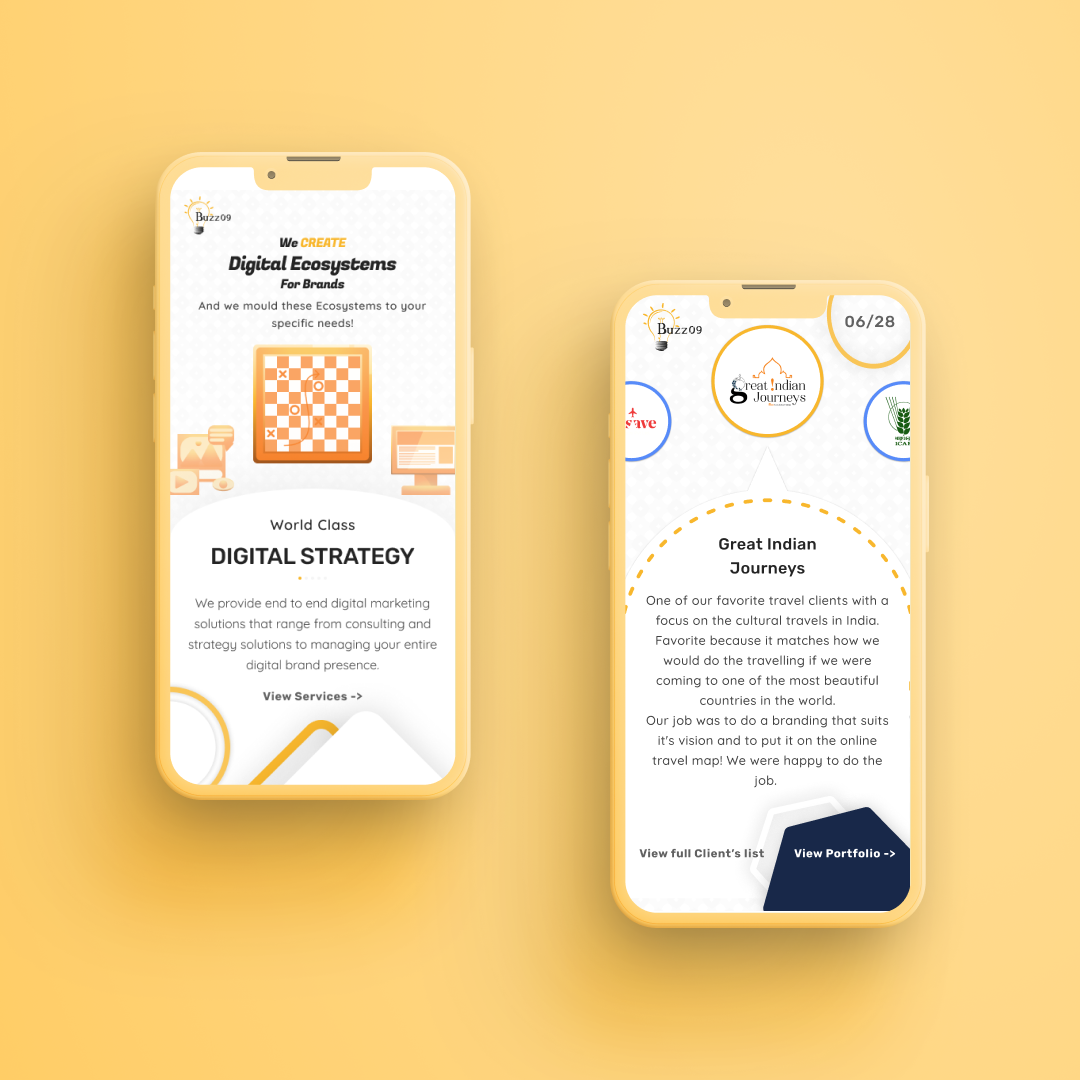 Buzz09
We CREATE
Digital Ecosystems
For Brands
And we mould these Ecosystems to your
specific needs!
World Class
DIGITAL STRATEGY
We provide end to end digital marketing
solutions that range from consulting and
strategy solutions to managing your entire
digital brand presence.
View Services ->
Buzz09
06/28
great Indian
Journeys
ave
ICAR
Great Indian
Journeys
One of our favorite travel clients with a
focus on the cultural travels in India.
Favorite because it matches how we
would do the travelling if we were
coming to one of the most beautiful
countries in the world.
Our job was to do a branding that suits
it's vision and to put it on the online
travel map! We were happy to do the
job.
View full Client’s list
View Portfolio ->